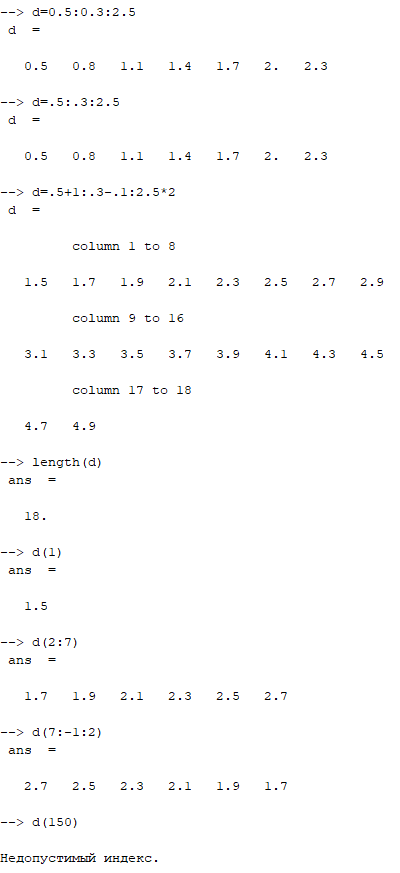 --> d=0.5:0.3:2.5
d =
0.5 0.8 1.1 1.4 1.7 2. 2.3
--> d=.5:.3:2.5
d =
0.5 0.8 1.1 1.4 1.7 2. 2.3
--> d=.5+1:.3-.1:2.5*2
d =
column 1 to 8
1.5 1.7 1.9 2.1 2.3 2.5 2.7 2.9
column 9 to 16
3.1 3.3 3.5 3.7 3.9 4.1 4.3 4.5
column 17 to 18
4.7 4.9
--> length(d)
ans =
18.
--> d(1)
ans =
1.5
--> d(2:7)
ans =
1.7 1.9 2.1 2.3 2.5 2.7
--> d(7:-1:2)
ans =
2.7 2.5 2.3 2.1 1.9 1.7
--> d(150)
Недопустимый индекс.